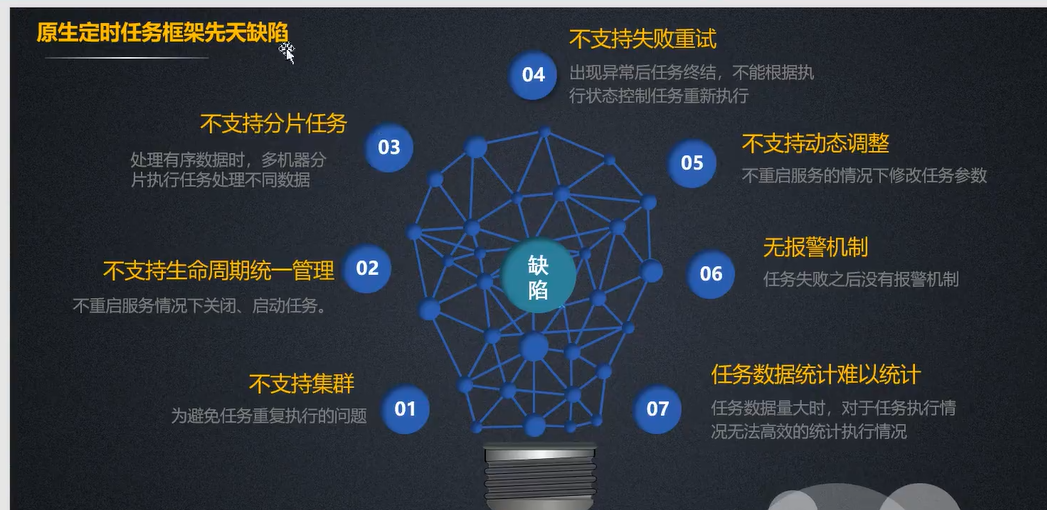 原生定时任务框架先天缺陷
04
不支持失败重试
出现异常后任务终结，不能根据执
行状态控制任务重新执行
不支持分片任务
处理有序数据时，多机器分
片执行任务处理不同数据
03
05
不支持动态调整
不重启服务的情况下修改任务参数
不支持生命周期统一管理
不重启服务情况下关闭、启动任务。
02
缺
陷
06
无报警机制
任务失败之后没有报警机制
不支持集群
为避免任务重复执行的问题
01
07
任务数据统计难以统计
任务数据量大时，对于任务执行情
况无法高效的统计执行情况